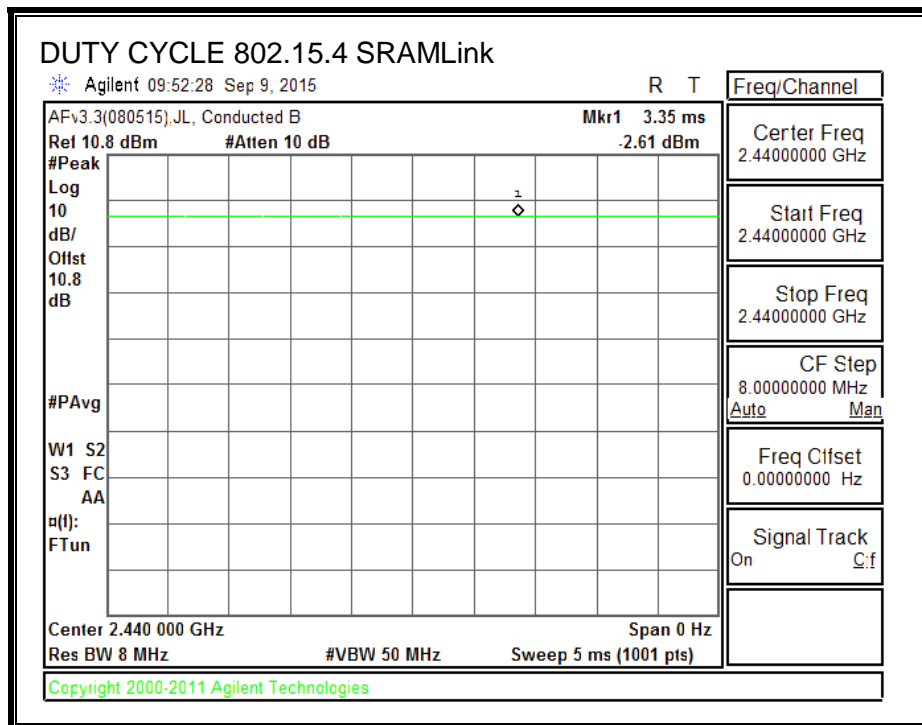 DUTY CYCLE 802.15.4 SRAMLink
Agilent 09:52:28 Sep 9, 2015
R T
AFv3.3(080515),JL, Conducted B
Mkr1 3.35 ms
Ref 10.8 dBm #Atten 10 dB
-2.61 dBm
#Peak
Log
10
dB/
Offst
10.8
dB
1
#PAvg
W1 S2
S3 FC
AA
¤(f):
FTun
Center 2.440 000 GHz
Span 0 Hz
Res BW 8 MHz #VBW 50 MHz Sweep 5 ms (1001 pts)
Copyright 2000-2011 Agilent Technologies
Freq/Channel
Center Freq
2.44000000 GHz
Start Freq
2.44000000 GHz
Stop Freq
2.44000000 GHz
CF Step
8.00000000 MHz
Auto Man
Freq Offset
0.00000000 Hz
Signal Track
On Off